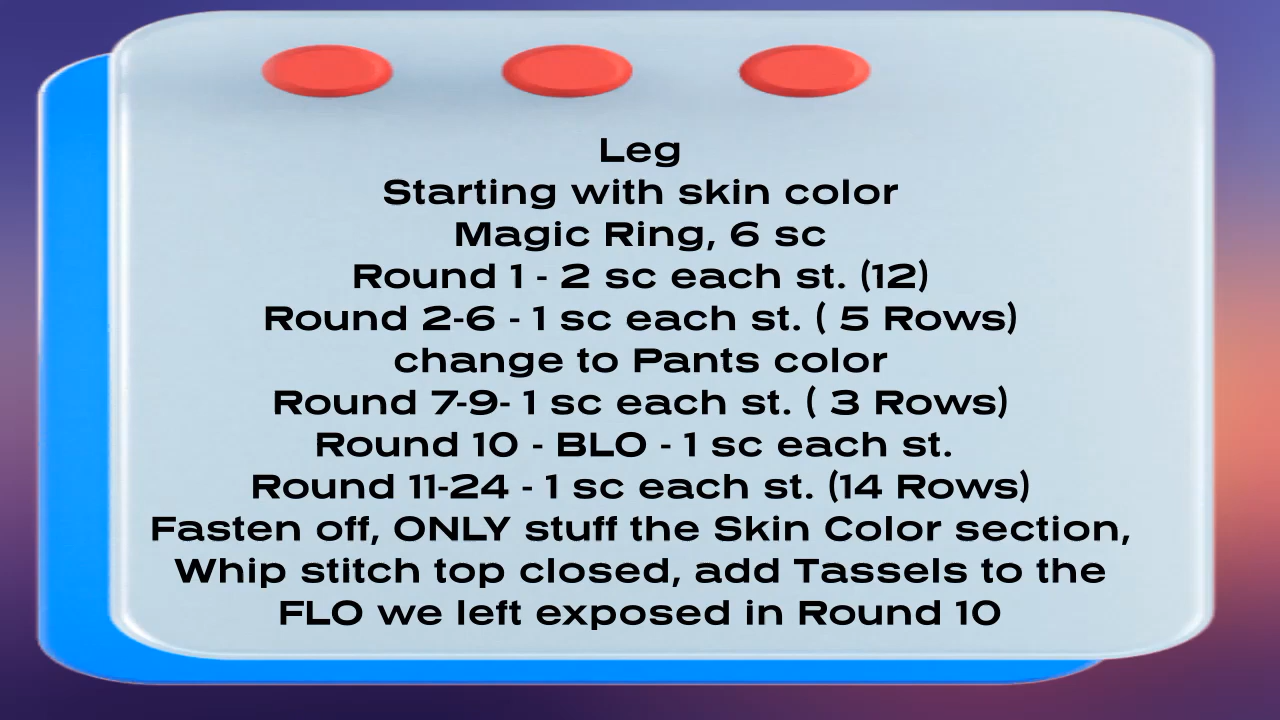 Leg
Starting with skin color
Magic Ring, 6 sc
Round 1 - 2 sc each st. (12)
Round 2-6 - 1 sc each st. ( 5 Rows)
change to Pants color
Round 7-9- 1 sc each st. ( 3 Rows)
Round 10 - BLO - 1 sc each st.
Round 11-24 - 1 sc each st. (14 Rows)
Fasten off, ONLY stuff the Skin Color section,
Whip stitch top closed, add Tassels to the
FLO we left exposed in Round 10